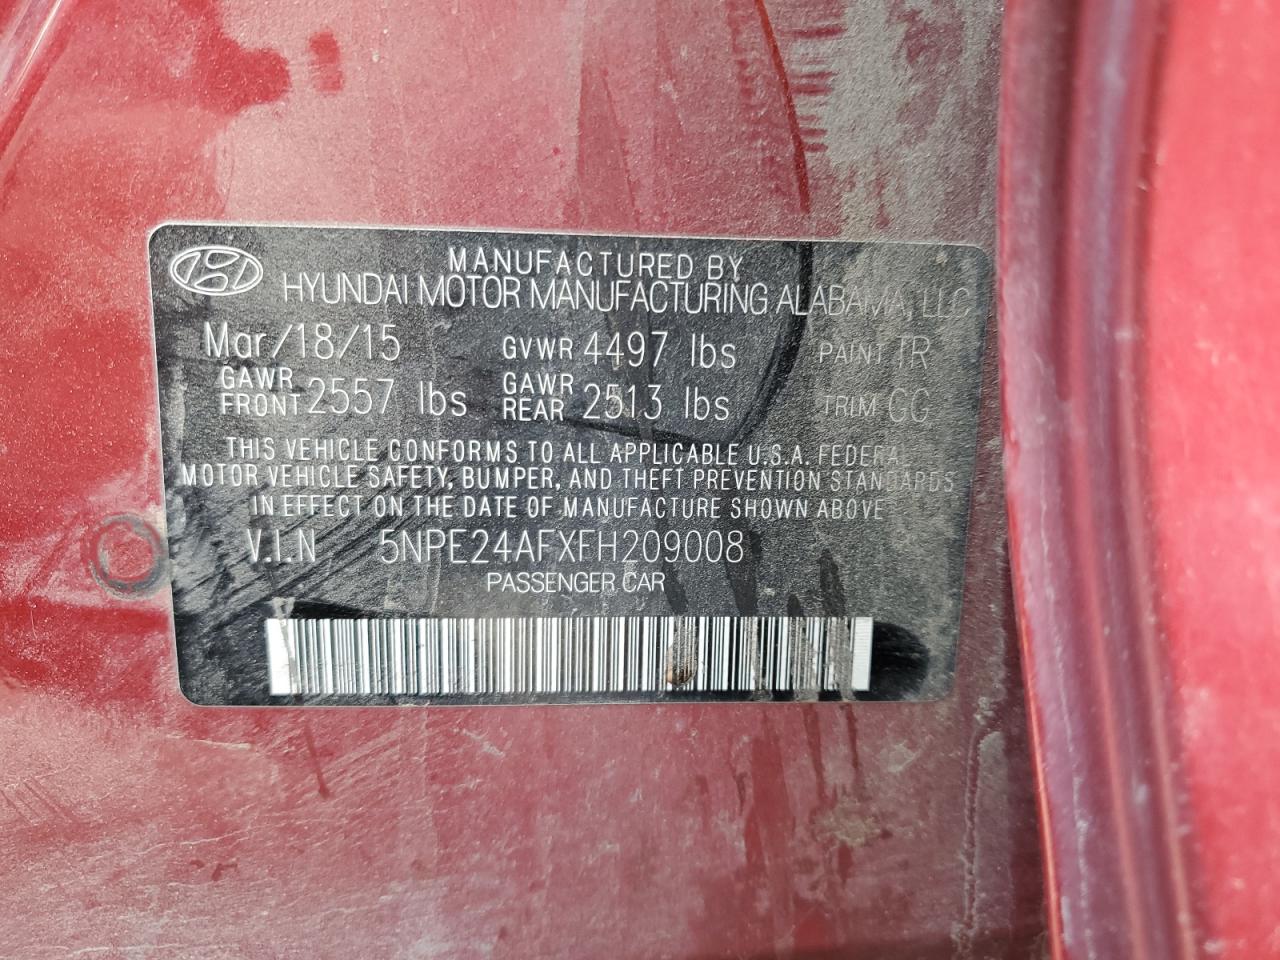 MANUFACTURED BY
HYUNDAI MOTOR MANUFACTURING ALABAMA, LLC
Mar/18/15 GVWR 4497 lbs PAINT TR
GAWR FRONT 2557 lbs GAWR REAR 2513 lbs TRIM GG
THIS VEHICLE CONFORMS TO ALL APPLICABLE U.S.A. FEDERAL
MOTOR VEHICLE SAFETY, BUMPER, AND THEFT PREVENTION STANDARDS
IN EFFECT ON THE DATE OF MANUFACTURE SHOWN ABOVE
V.I.N 5NPE24AFXFH209008
PASSENGER CAR